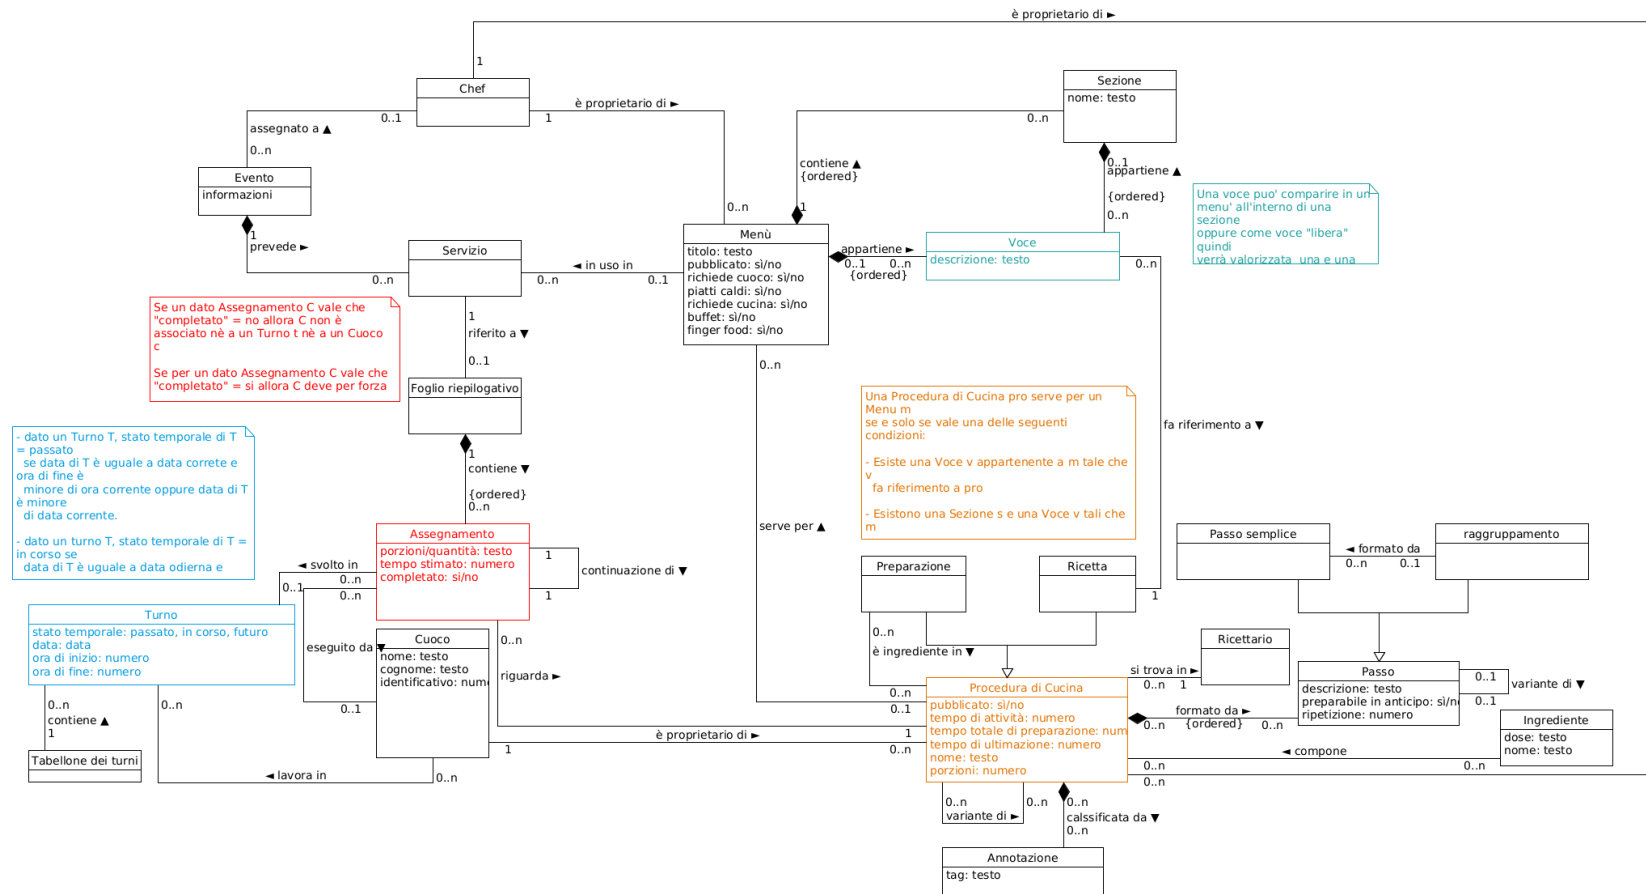 è proprietario di ►
1
Chef
0..1
1
è proprietario di ►
assegnato a ▲
0..n
Evento
informazioni
1
prevede ►
0..n
Servizio
0..n
◄ in uso in
0..1
Sezione
nome: testo
0..n
contiene ▲
{ordered}
1
0..n
0..1
appartiene ▲
{ordered}
0..n
Menù
titolo: testo
pubblicato: sì/no
richiede cuoco: sì/no
piatti caldi: sì/no
richiede cucina: sì/no
buffet: sì/no
finger food: sì/no
appartiene ►
0..1
0..n
{ordered}
Voce
descrizione: testo
0..n
Una voce puo' comparire in un
menu' all'interno di una
sezione
oppure come voce "libera"
quindi
verrà valorizzata una e una
Se un dato Assegnamento C vale che
"completato" = no allora C non è
associato nè a un Turno t nè a un Cuoco
c
Se per un dato Assegnamento C vale che
"completato" = si allora C deve per forza
1
riferito a ▼
0..1
Foglio riepilogativo
1
contiene ▼
{ordered}
0..n
0..n
serve per ▲
0..1
Una Procedura di Cucina pro serve per un
Menu m
se e solo se vale una delle seguenti
condizioni:
- Esiste una Voce v appartenente a m tale che
v
fa riferimento a pro
- Esistono una Sezione s e una Voce v tali che
m
fa riferimento a ▼
1
- dato un Turno T, stato temporale di T
= passato
se data di T è uguale a data correte e
ora di fine è
minore di ora corrente oppure data di T
è minore
di data corrente.
- dato un turno T, stato temporale di T =
in corso se
data di T è uguale a data odierna e
Assegnamento
porzioni/quantità: testo
tempo stimato: numero
completato: si/no
1
continuazione di ▼
1
◄ svolto in
0..n
0..1
0..n
eseguito da ▼
0..1
0..n
riguarda ►
1
Turno
stato temporale: passato, in corso, futuro
data: data
ora di inizio: numero
ora di fine: numero
0..n
contiene ▲
1
Tabellone dei turni
0..n
◄ lavora in
0..n
Cuoco
nome: testo
cognome: testo
identificativo: num
1
è proprietario di ►
0..n
Preparazione
Ricetta
0..n
è ingrediente in ▼
0..n
Passo semplice
◄ formato da
0..n
0..1
raggruppamento
Ricettario
si trova in ►
0..n
1
Procedura di Cucina
pubblicato: sì/no
tempo di attività: numero
tempo totale di preparazione: num
tempo di ultimazione: numero
nome: testo
porzioni: numero
formato da ►
0..n
{ordered}
0..n
Passo
descrizione: testo
preparabile in anticipo: sì/no
ripetizione: numero
0..1
variante di ▼
0..1
Ingrediente
dose: testo
nome: testo
◄ compone
0..n
0..n
0..n
0..n
0..n
variante di ►
0..n
calssificata da ▼
0..n
Annotazione
tag: testo